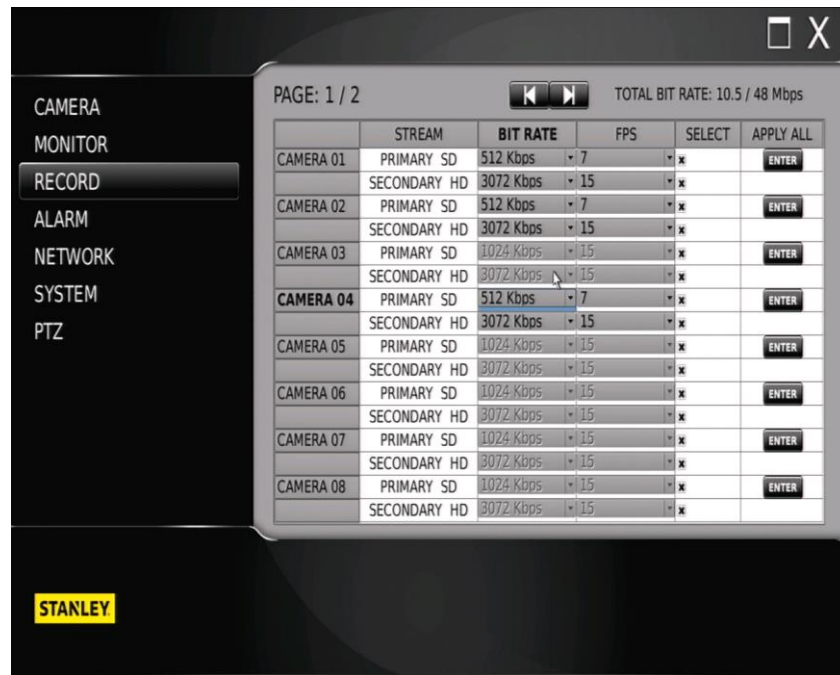 X
PAGE: 1 / 2 TOTAL BIT RATE: 10.5 / 48 Mbps
CAMERA
MONITOR
RECORD
ALARM
NETWORK
SYSTEM
PTZ
STREAM BIT RATE FPS SELECT APPLY ALL
CAMERA 01 PRIMARY SD 512 Kbps 7 x ENTER
SECONDARY HD 3072 Kbps 15 x
CAMERA 02 PRIMARY SD 512 Kbps 7 x ENTER
SECONDARY HD 3072 Kbps 15 x
CAMERA 03 PRIMARY SD 1024 Kbps 15 x ENTER
SECONDARY HD 3072 Kbps 15 x
CAMERA 04 PRIMARY SD 512 Kbps 7 x ENTER
SECONDARY HD 3072 Kbps 15 x
CAMERA 05 PRIMARY SD 1024 Kbps 15 x ENTER
SECONDARY HD 3072 Kbps 15 x
CAMERA 06 PRIMARY SD 1024 Kbps 15 x ENTER
SECONDARY HD 3072 Kbps 15 x
CAMERA 07 PRIMARY SD 1024 Kbps 15 x ENTER
SECONDARY HD 3072 Kbps 15 x
CAMERA 08 PRIMARY SD 1024 Kbps 15 x ENTER
SECONDARY HD 3072 Kbps 15 x
STANLEY